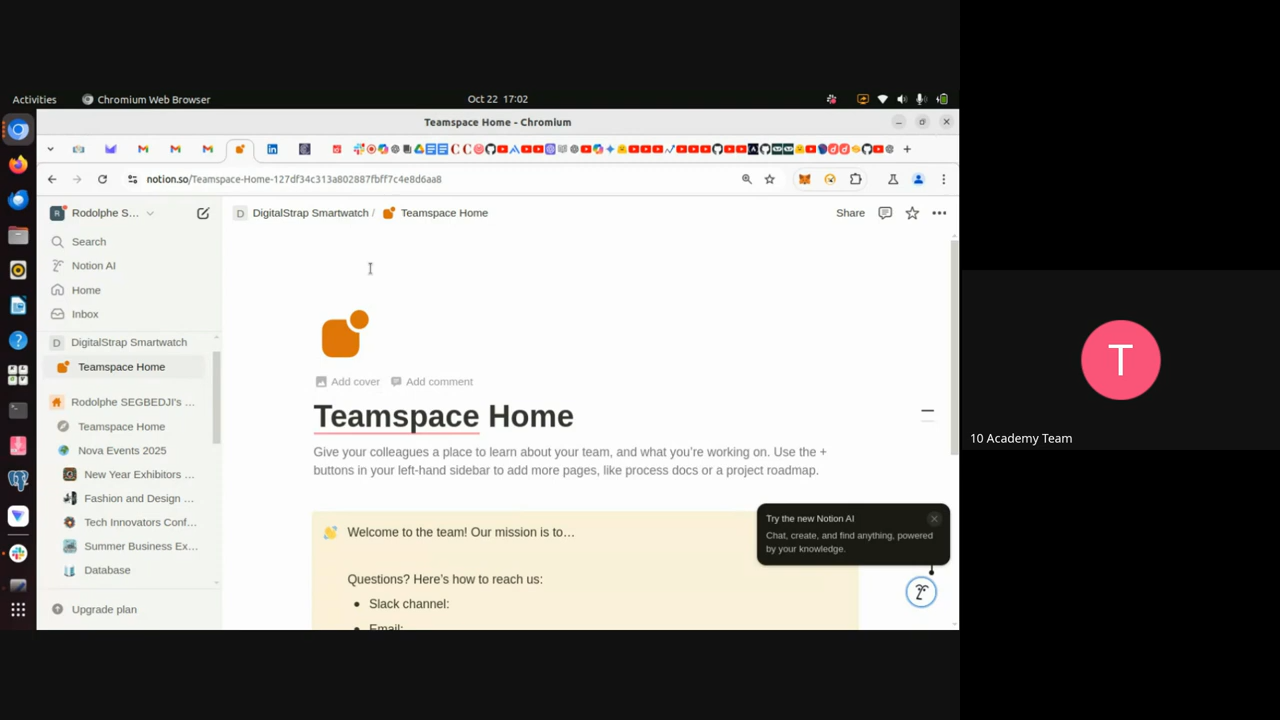 Activities
Chromium Web Browser
Oct 22 17:02
Teamspace Home - Chromium
notion.so/Teamspace-Home-127df34c313a802887fbff7c4e8d6aa8
Rodolphe S...
D DigitalStrap Smartwatch / Teamspace Home
Share
Search
Notion AI
Home
Inbox
D DigitalStrap Smartwatch
Teamspace Home
Rodolphe SEGBEDJI's ...
Teamspace Home
Nova Events 2025
New Year Exhibitors ...
Fashion and Design ...
Tech Innovators Conf...
Summer Business Ex...
Database
Upgrade plan
Add cover
Add comment
Teamspace Home
Give your colleagues a place to learn about your team, and what you're working on. Use the +
buttons in your left-hand sidebar to add more pages, like process docs or a project roadmap.
Welcome to the team! Our mission is to…
Questions? Here's how to reach us:
Slack channel:
Email:
Try the new Notion AI
Chat, create, and find anything, powered
by your knowledge.
T
10 Academy Team